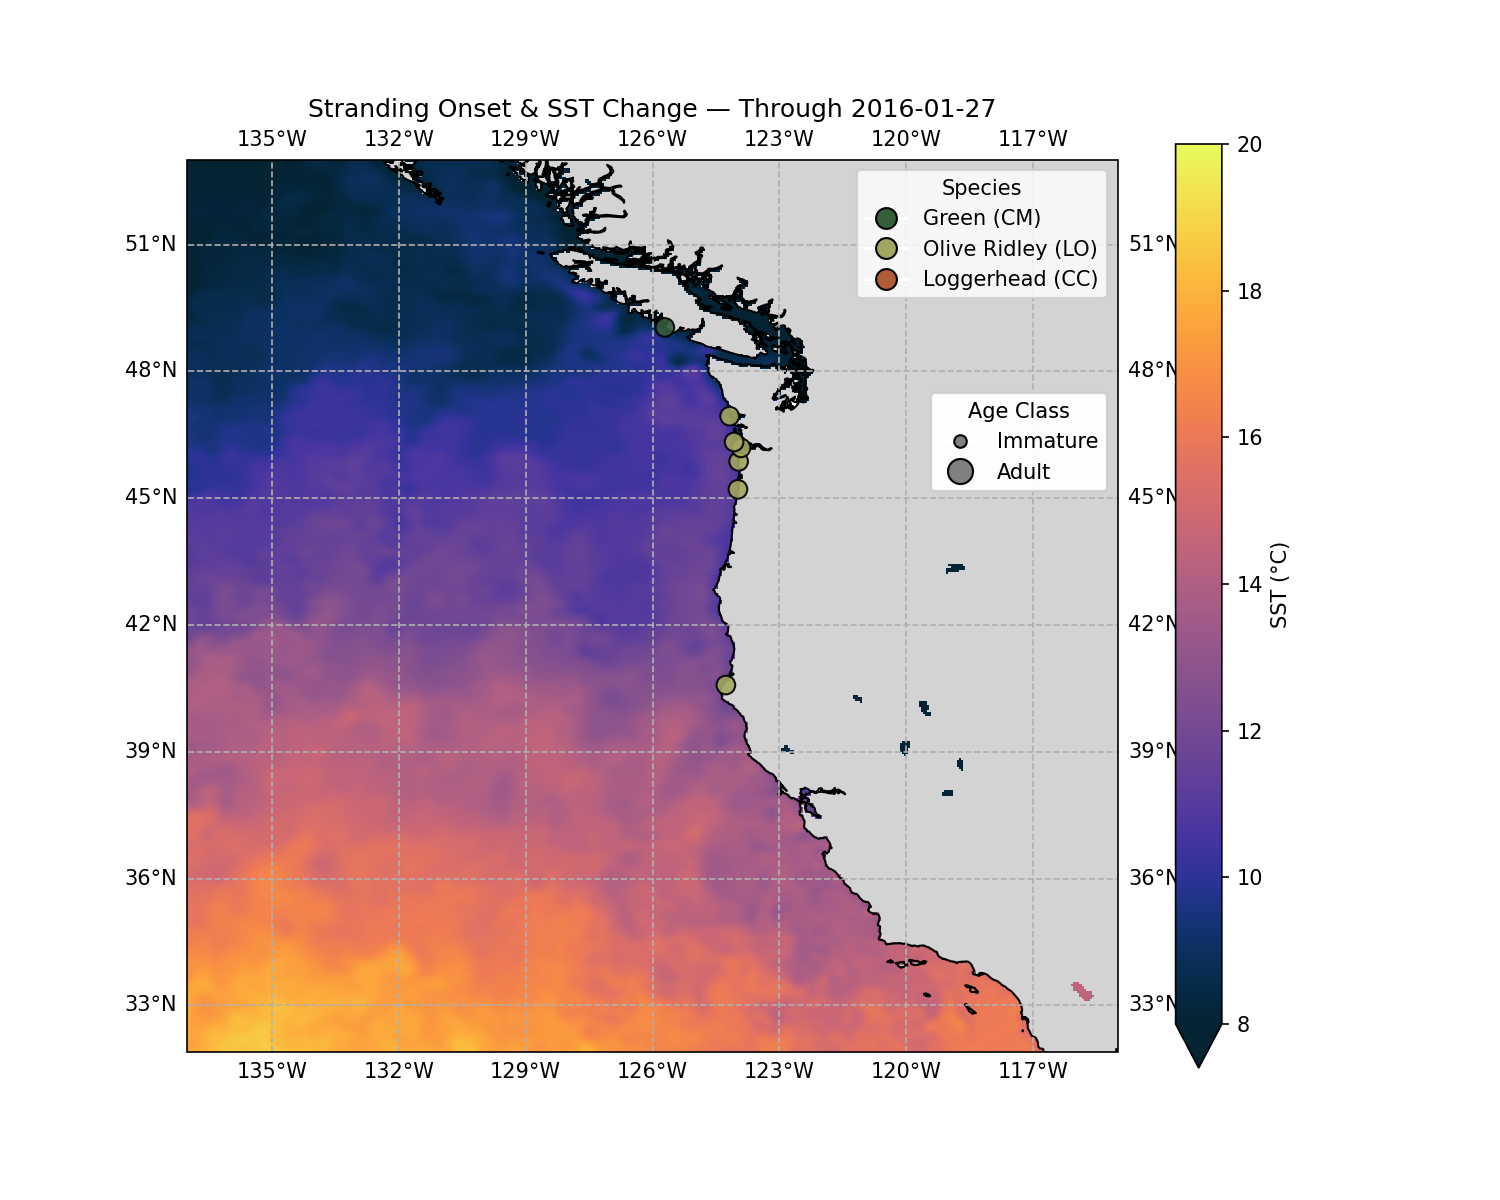 Stranding Onset & SST Change — Through 2016-01-27
135°W 132°W 129°W 126°W 123°W 120°W 117°W
20
Species
Green (CM)
51°N 51°N
Olive Ridley (LO)
Loggerhead (CC)
18
48°N 48°N
Age Class
Immature
16
Adult
45°N 45°N
14
SST (°C)
42°N 42°N
12
39°N 39°N
36°N 36°N
10
33°N 33°N
8
135°W 132°W 129°W 126°W 123°W 120°W 117°W